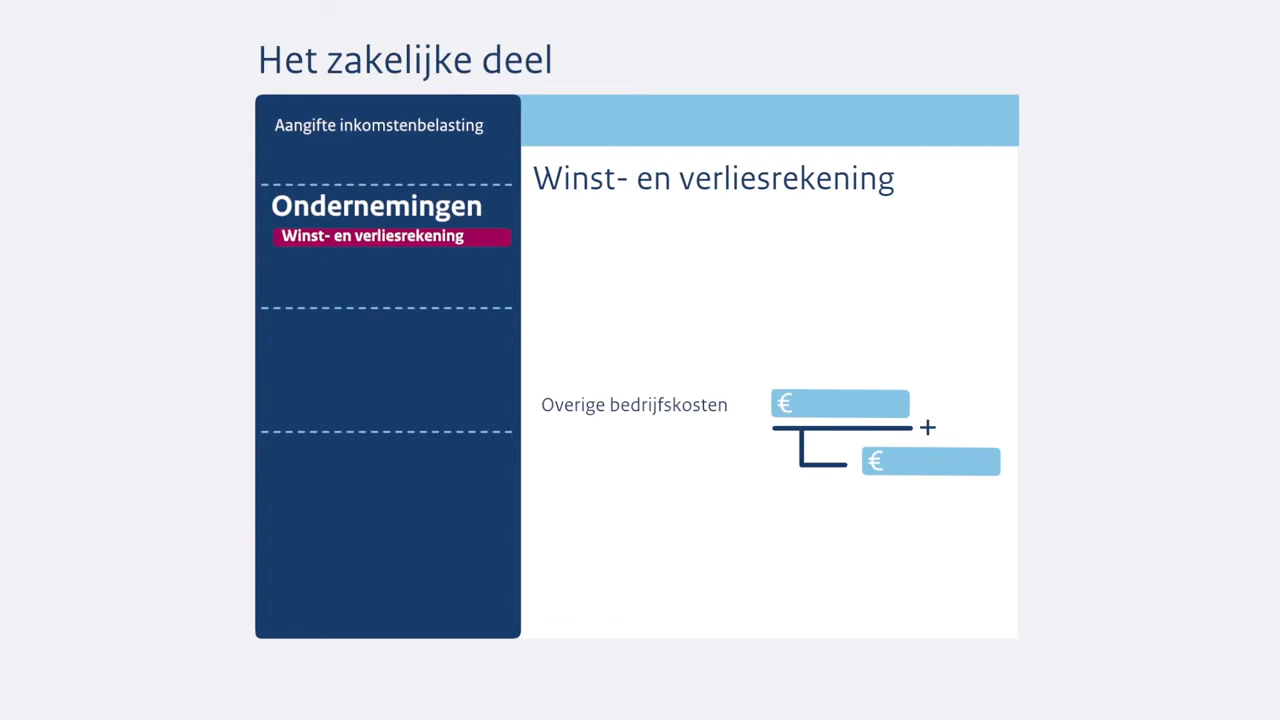 Het zakelijke deel
Aangifte inkomstenbelasting
Ondernemingen
Winst- en verliesrekening
Winst- en verliesrekening
Overige bedrijfskosten
€
+
€